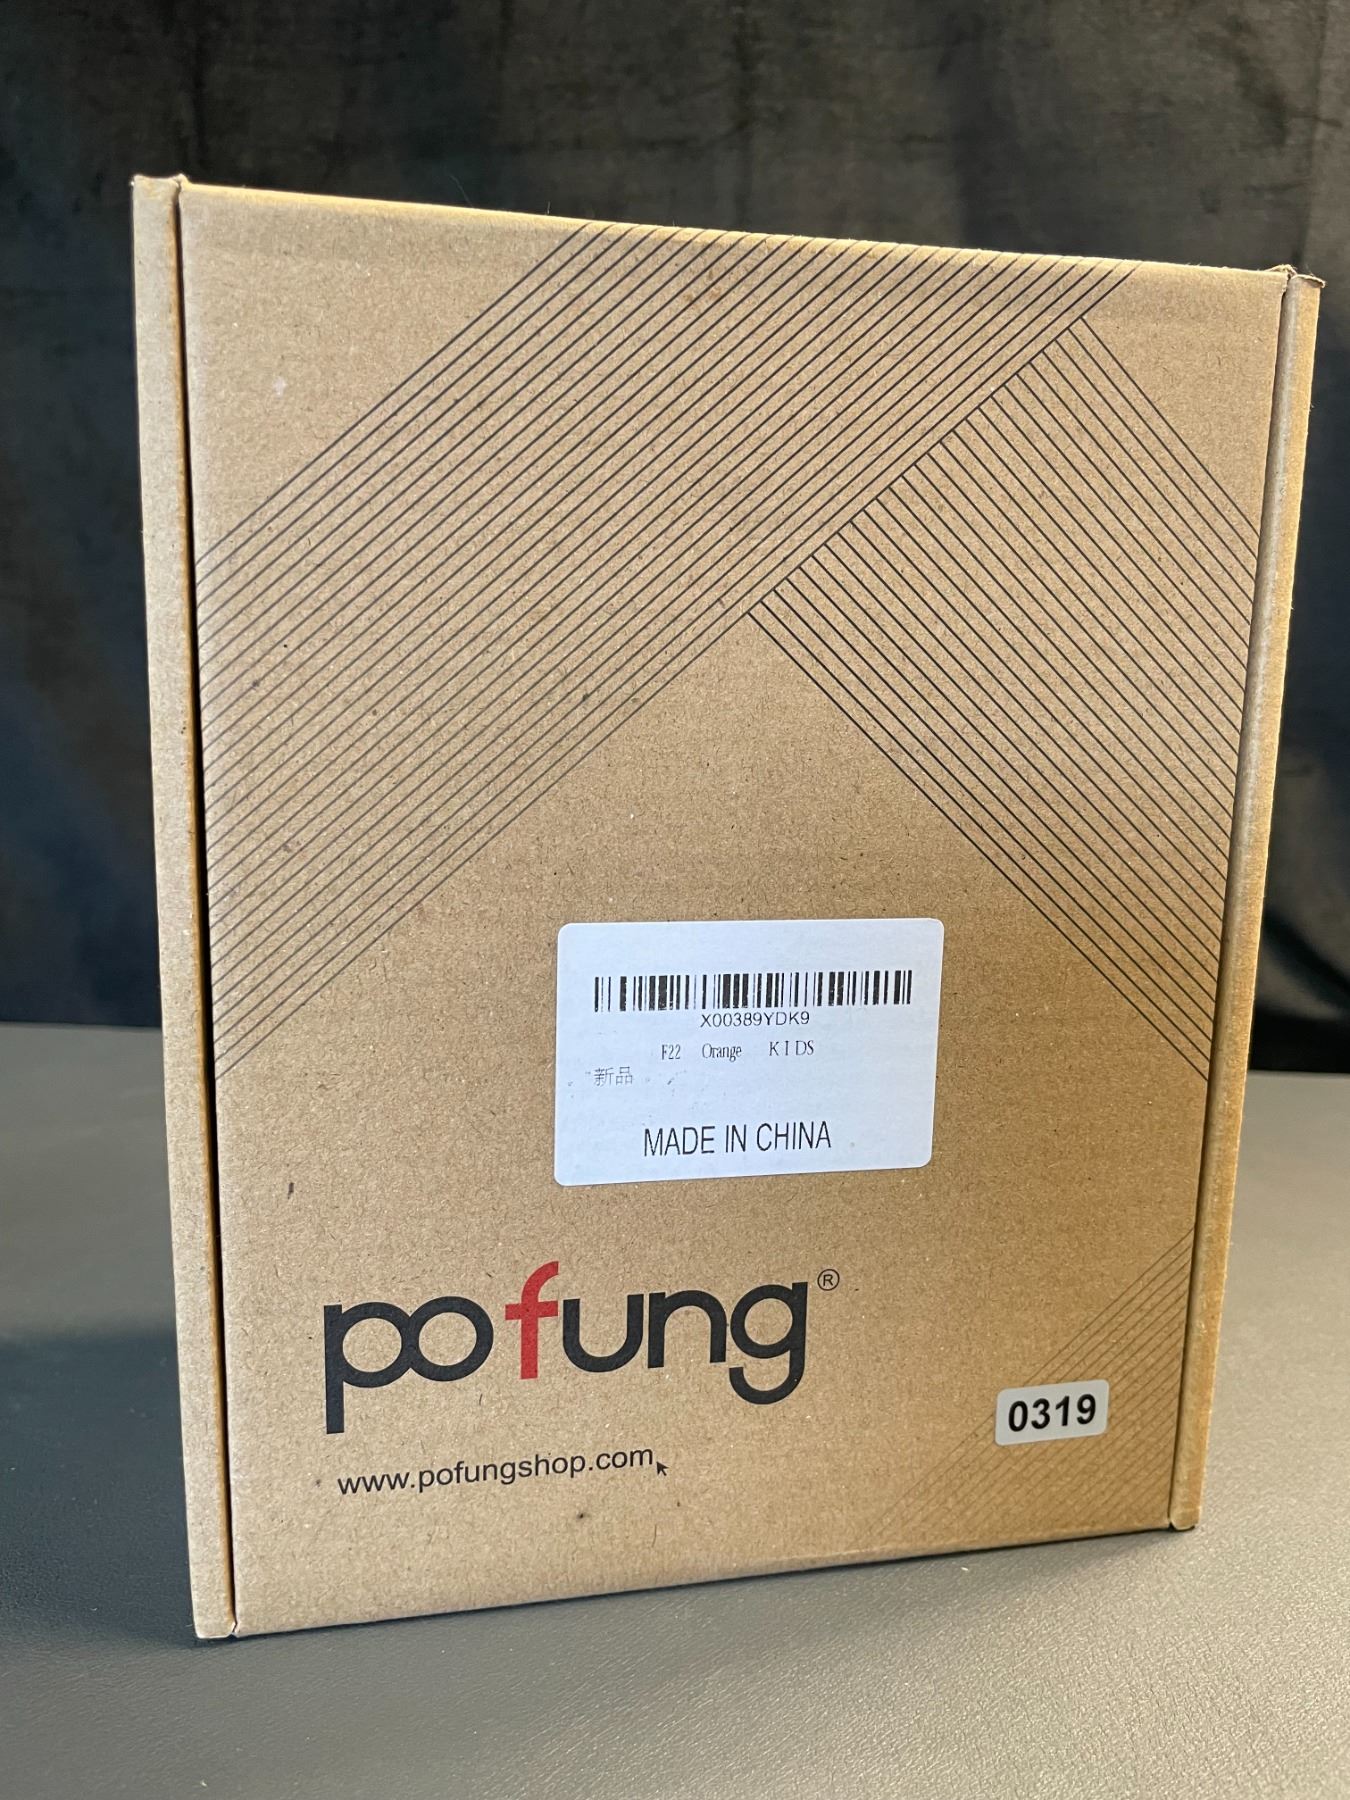 X00389YDK9
F22 Orange KIDS
新品
MADE IN CHINA
pofung®
0319
www.pofungshop.com